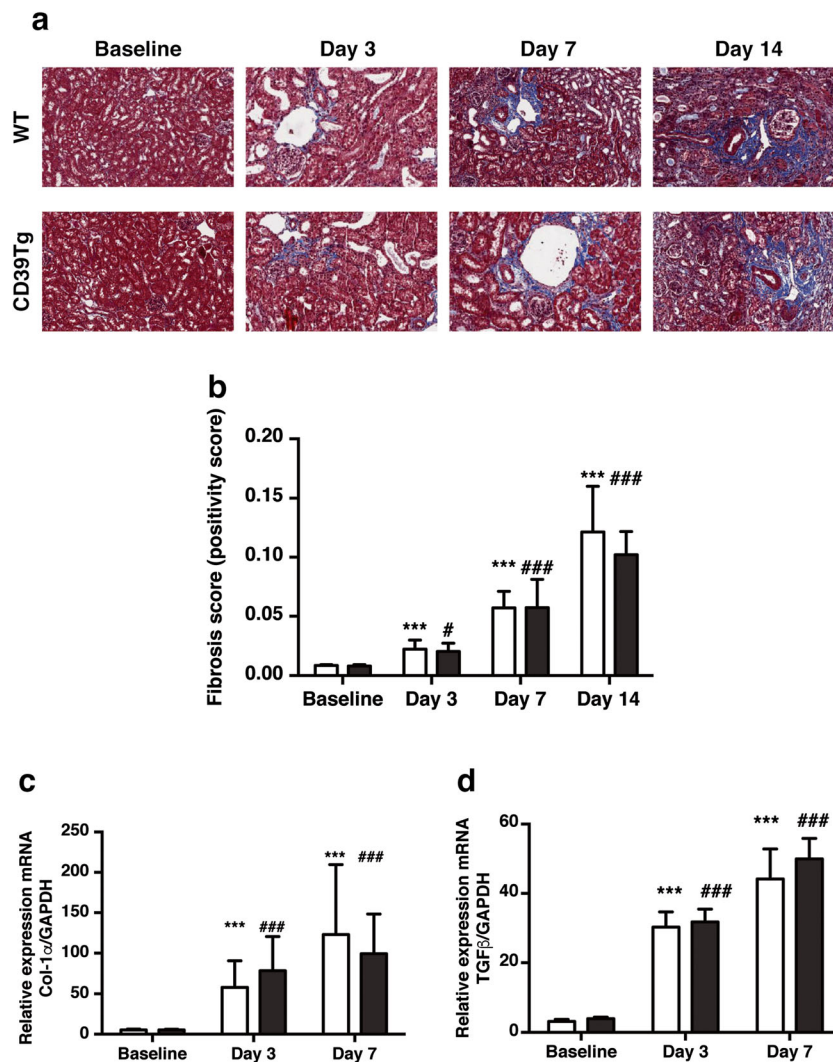 a
Baseline Day 3 Day 7 Day 14
WT
CD39Tg
b
Fibrosis score (positivity score)
0.20
0.15
0.10
0.05
0.00
*** #
*** ###
*** ###
Baseline Day 3 Day 7 Day 14
c
Relative expression mRNA
Col-1α/GAPDH
250
200
150
100
50
0
*** ###
*** ###
Baseline Day 3 Day 7
d
Relative expression mRNA
TGFβ/GAPDH
60
40
20
0
*** ###
*** ###
Baseline Day 3 Day 7